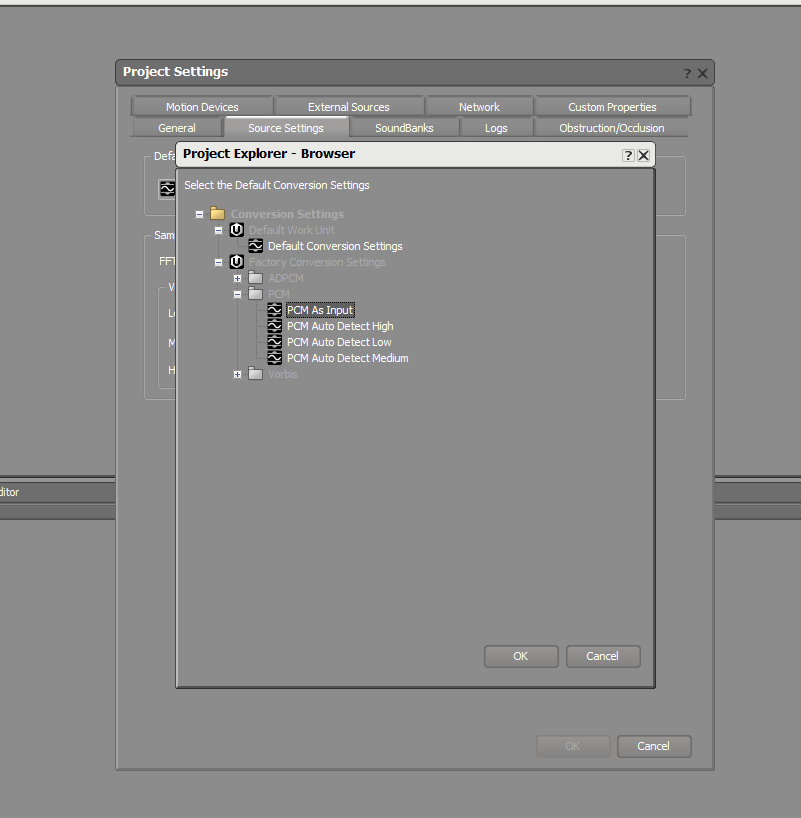 Project Settings
?
Motion Devices External Sources Network Custom Properties
General Source Settings SoundBanks Logs Obstruction/Occlusion
Defa
Project Explorer - Browser
?
Select the Default Conversion Settings
Conversion Settings
Default Work Unit
Default Conversion Settings
Sam
FFT
Factory Conversion Settings
ADPCM
PCM
PCM As Input
PCM Auto Detect High
PCM Auto Detect Low
M
PCM Auto Detect Medium
H
Vorbis
ditor
OK Cancel
OK Cancel